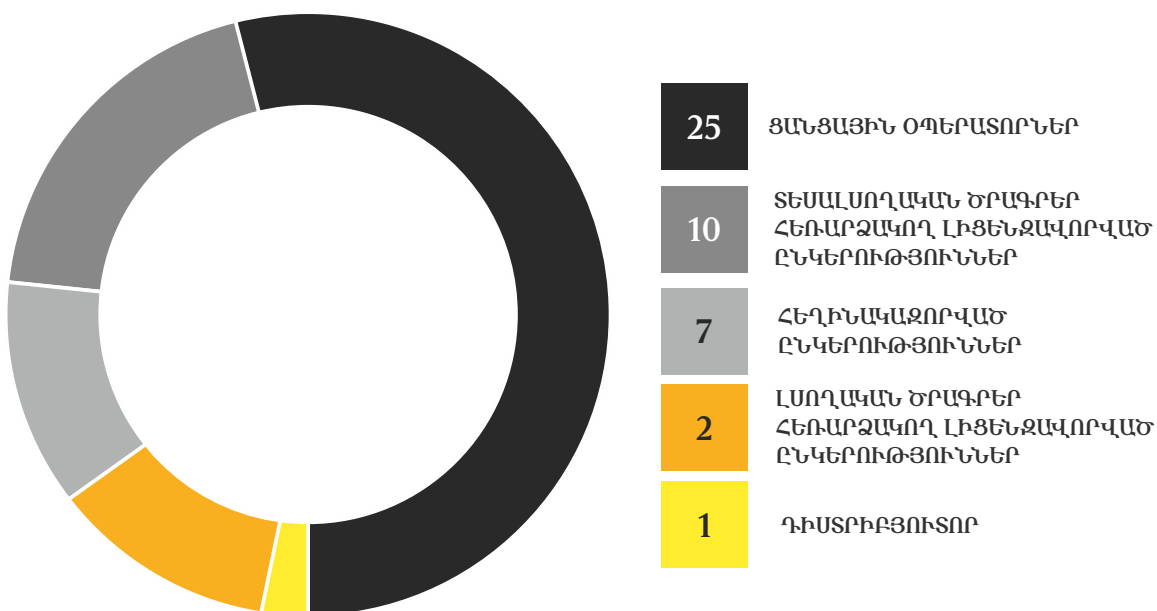 25
ՑԱՆՑԱՅԻՆ ՕՊԵՐԱՏՈՐՆԵՐ
10
ՏԵՍԱԼՍՈՂԱԿԱՆ ԾՐԱԳՐԵՐ
ՀԵՌԱՐՁԱԿՈՂ ԼԻՑԵՆԶԱՎՈՐՎԱԾ
ԸՆԿԵՐՈՒԹՅՈՒՆՆԵՐ
7
ՀԵՂԻՆԱԿԱԶՈՐՎԱԾ
ԸՆԿԵՐՈՒԹՅՈՒՆՆԵՐ
2
ԼՍՈՂԱԿԱՆ ԾՐԱԳՐԵՐ
ՀԵՌԱՐՁԱԿՈՂ ԼԻՑԵՆԶԱՎՈՐՎԱԾ
ԸՆԿԵՐՈՒԹՅՈՒՆՆԵՐ
1
ԴԻՍՏՐԻԲՅՈՒՏՈՐ